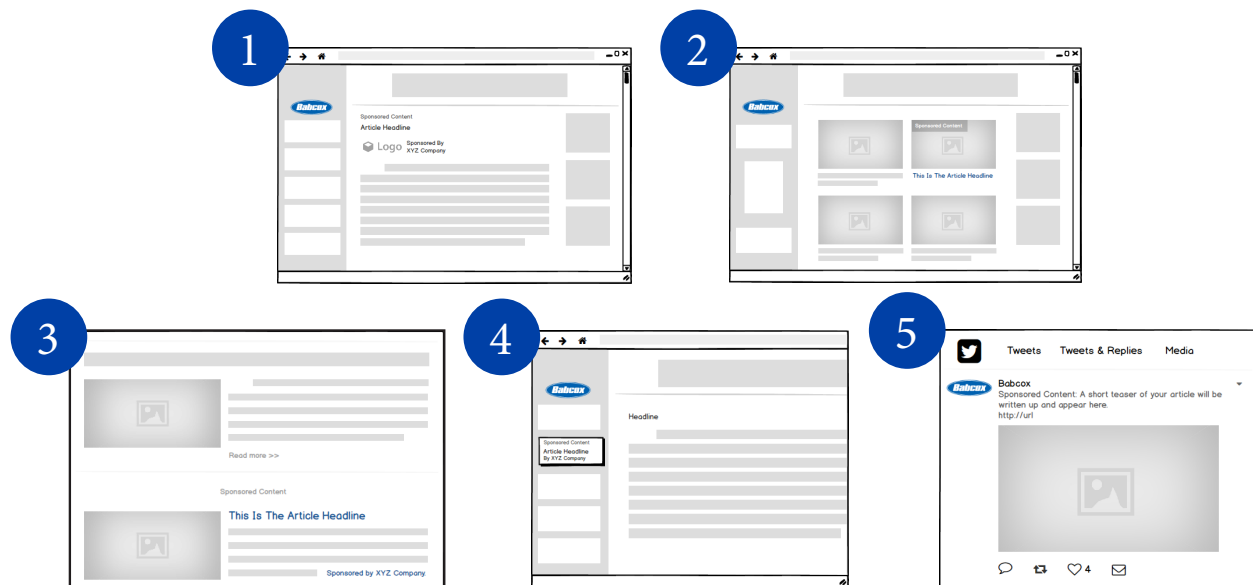 1
Babcox
Sponsored Content
Article Headline
Logo
Sponsored By
XYZ Company
2
Babcox
Sponsored Content
This Is The Article Headline
3
Read more >>
Sponsored Content
This Is The Article Headline
Sponsored by XYZ Company.
4
Babcox
Headline
Sponsored Content
Article Headline
By XYZ Company
5
Tweets Tweets & Replies Media
Babcox
Babcox
Sponsored Content: A short teaser of your article will be
written up and appear here.
http://url
4